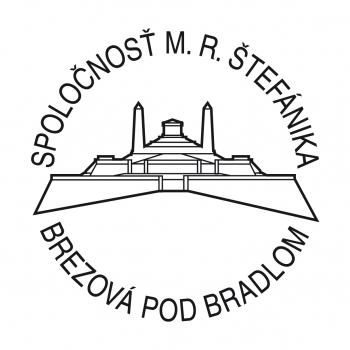 SPOLOČNOSŤ M. R. ŠTEFÁNIKA
BREZOVÁ POD BRADLOM